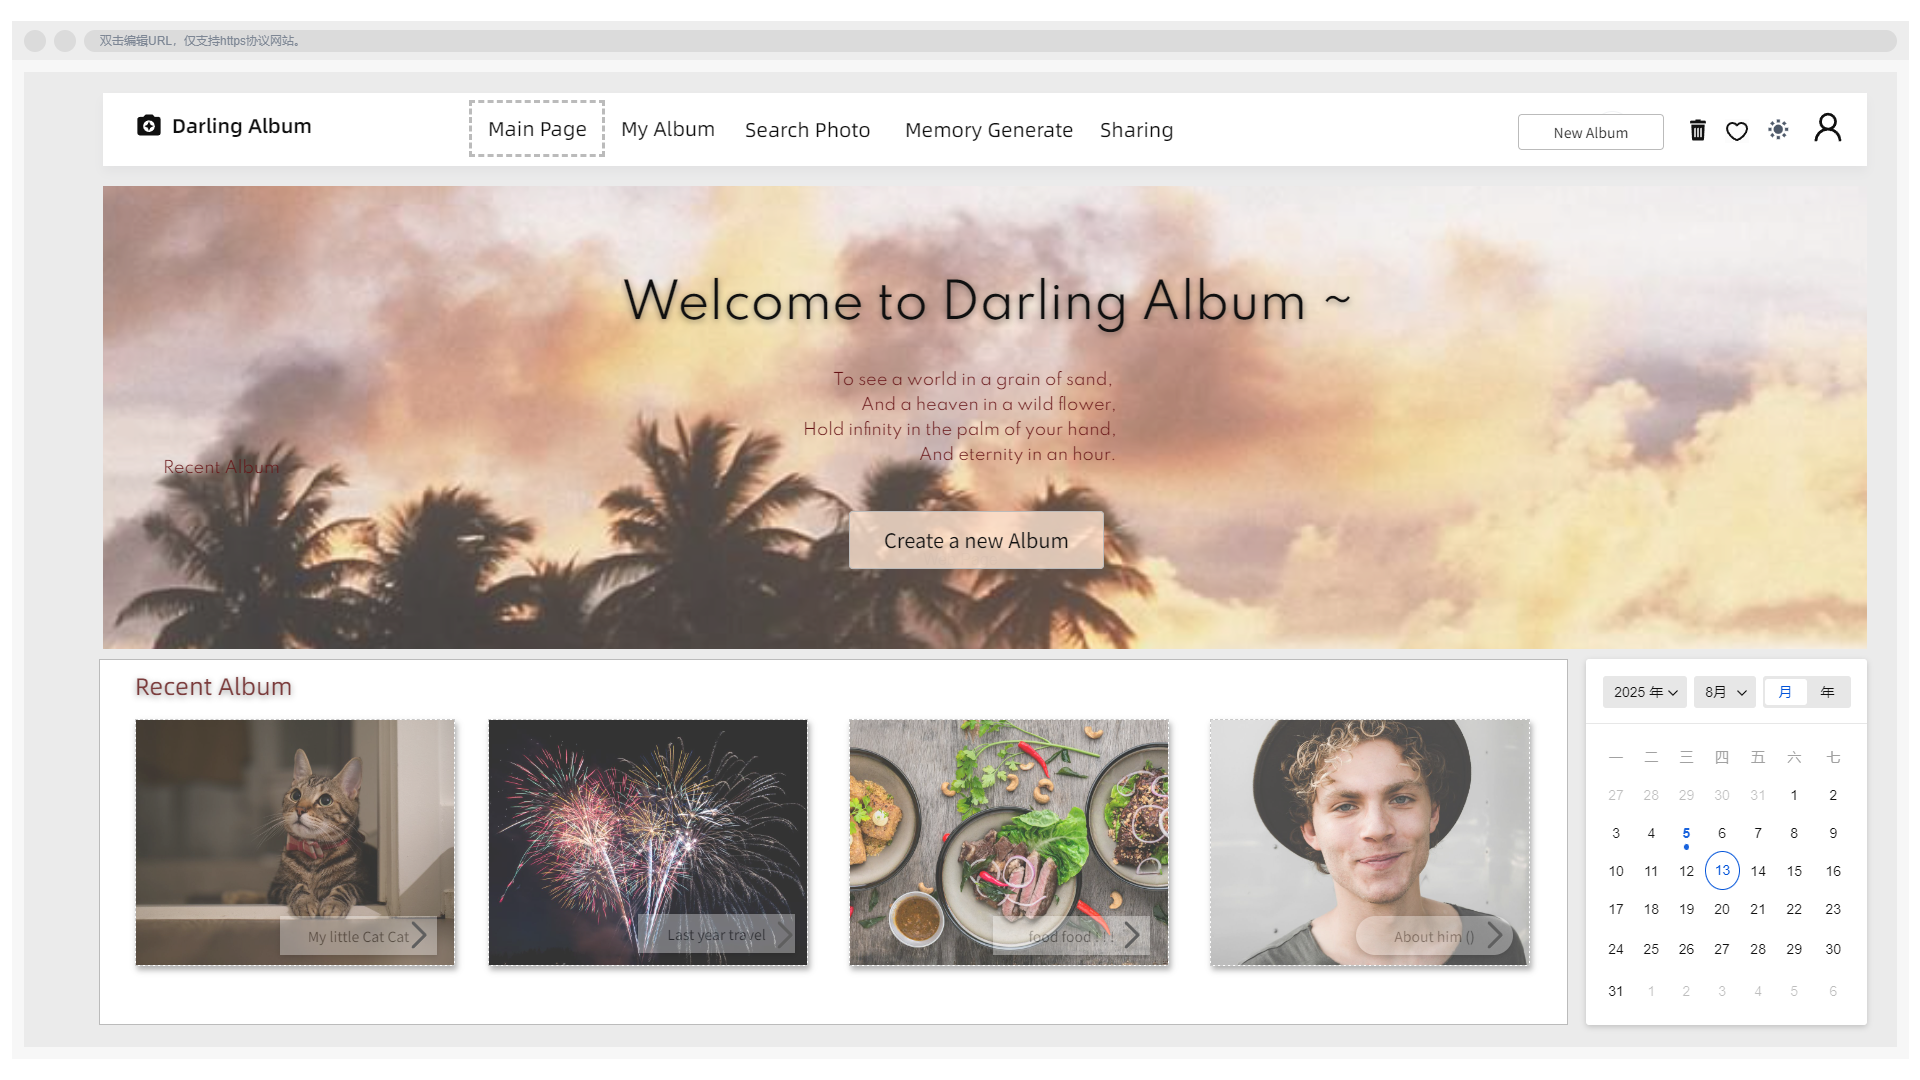 双击编辑URL，仅支持https协议网站。
Darling Album
Main Page
My Album
Search Photo
Memory Generate
Sharing
New Album
Welcome to Darling Album ~
To see a world in a grain of sand,
And a heaven in a wild flower,
Hold infinity in the palm of your hand,
And eternity in an hour.
Recent Album
Create a new Album
Recent Album
My little Cat Cat
Last year travel
food food ! ! !
About him ()
2025 年 8月 月 年
一 二 三 四 五 六 七
27 28 29 30 31 1 2
3 4 5 6 7 8 9
10 11 12 13 14 15 16
17 18 19 20 21 22 23
24 25 26 27 28 29 30
31 1 2 3 4 5 6